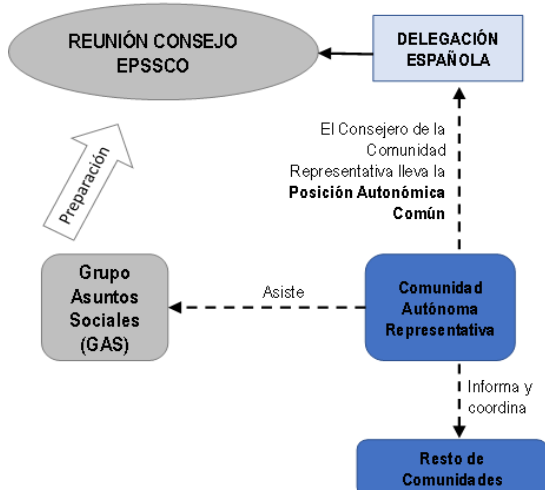 REUNIÓN CONSEJO
EPSSCO
DELEGACIÓN
ESPAÑOLA
El Consejero de la
Comunidad
Representativa lleva la
Posición Autonómica
Común
Preparación
Grupo
Asuntos
Sociales
(GAS)
Asiste
Comunidad
Autónoma
Representativa
Informa y
coordina
Resto de
Comunidades